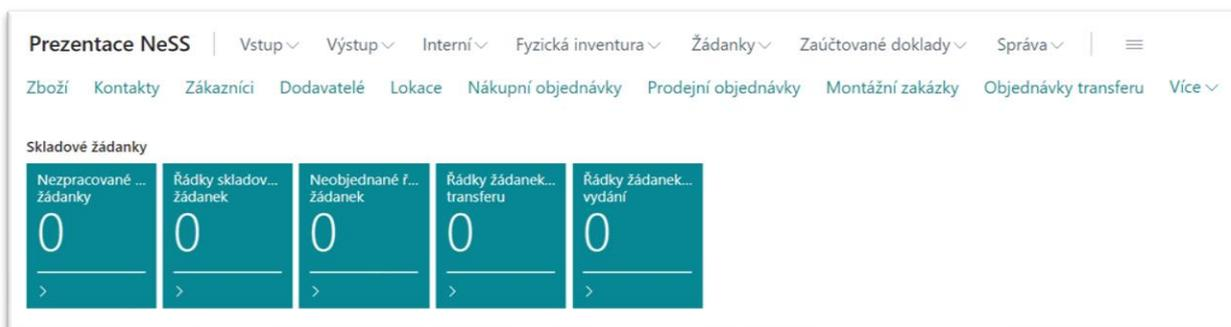 Prezentace NeSS Vstup Výstup Interní Fyzická inventura Žádanky Zaúčtované doklady Správa
Zboží Kontakty Zákazníci Dodavatelé Lokace Nákupní objednávky Prodejní objednávky Montážní zakázky Objednávky transferu Více
Skladové žádanky
Nezpracované ...
žádanky
0
Řádky skladov...
žádanek
0
Neobjednané ř...
žádanek
0
Řádky žádanek...
transferu
0
Řádky žádanek...
vydání
0